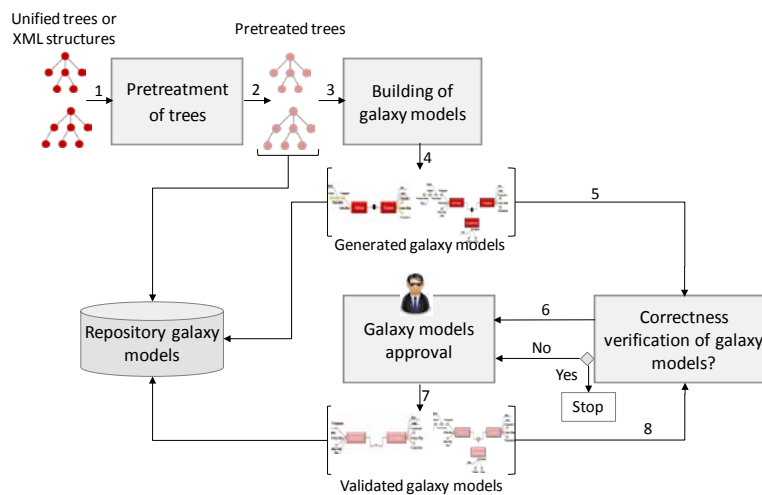 Unified trees or
XML structures
Pretreated trees
1
Pretreatment
of trees
2
3
Building of
galaxy models
4
5
Generated galaxy models
Repository galaxy
models
Galaxy models
approval
6
No
Yes
Stop
Correctness
verification of galaxy
models?
7
8
Validated galaxy models